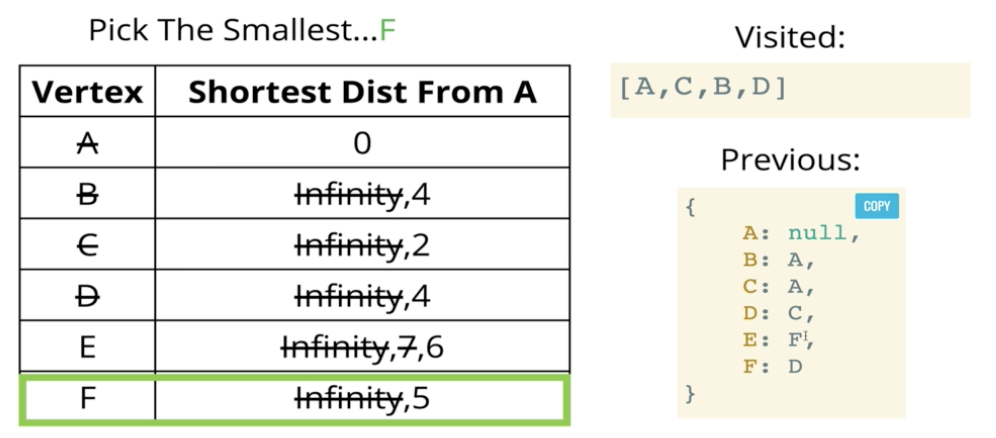 Pick The Smallest...F
Vertex Shortest Dist From A
A 0
B Infinity,4
C Infinity,2
D Infinity,4
E Infinity,7,6
F Infinity,5
Visited:
[A,C,B,D]
Previous:
{
COPY
A: null,
B: A,
C: A,
D: C,
E: F,
F: D
}